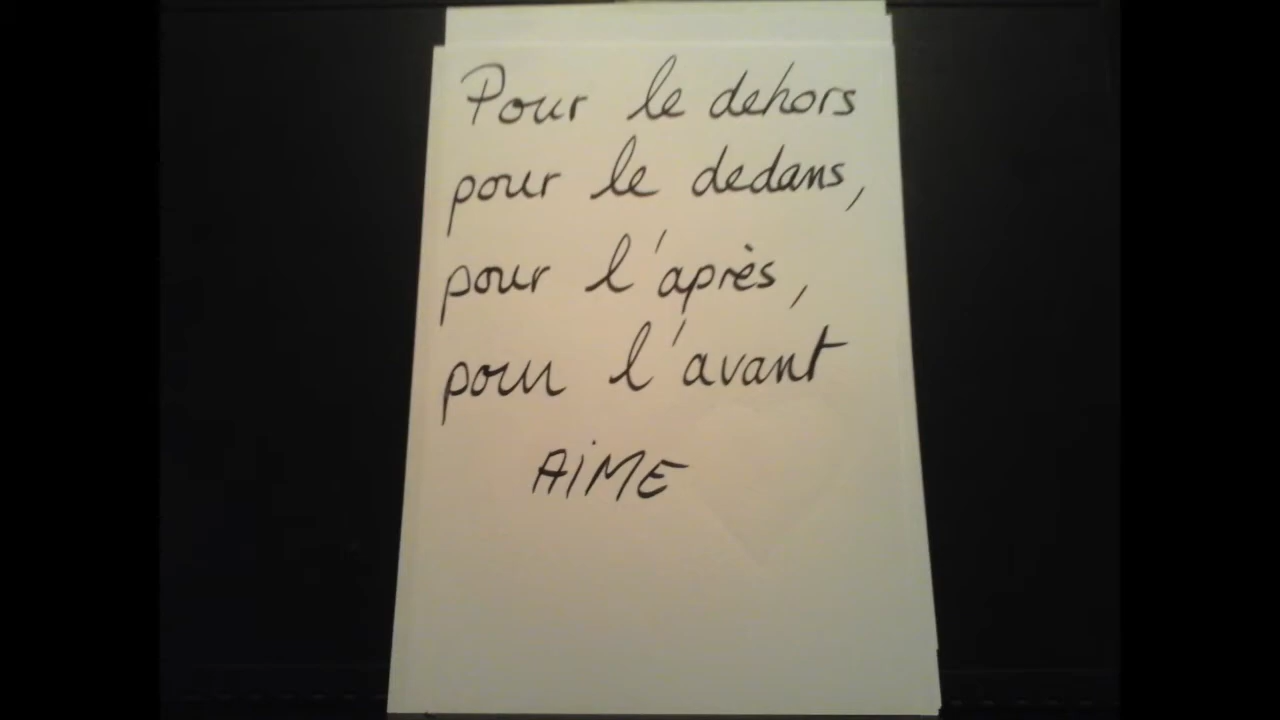 Pour le dehors
pour le dedans,
pour l'après,
pour l'avant
AiME